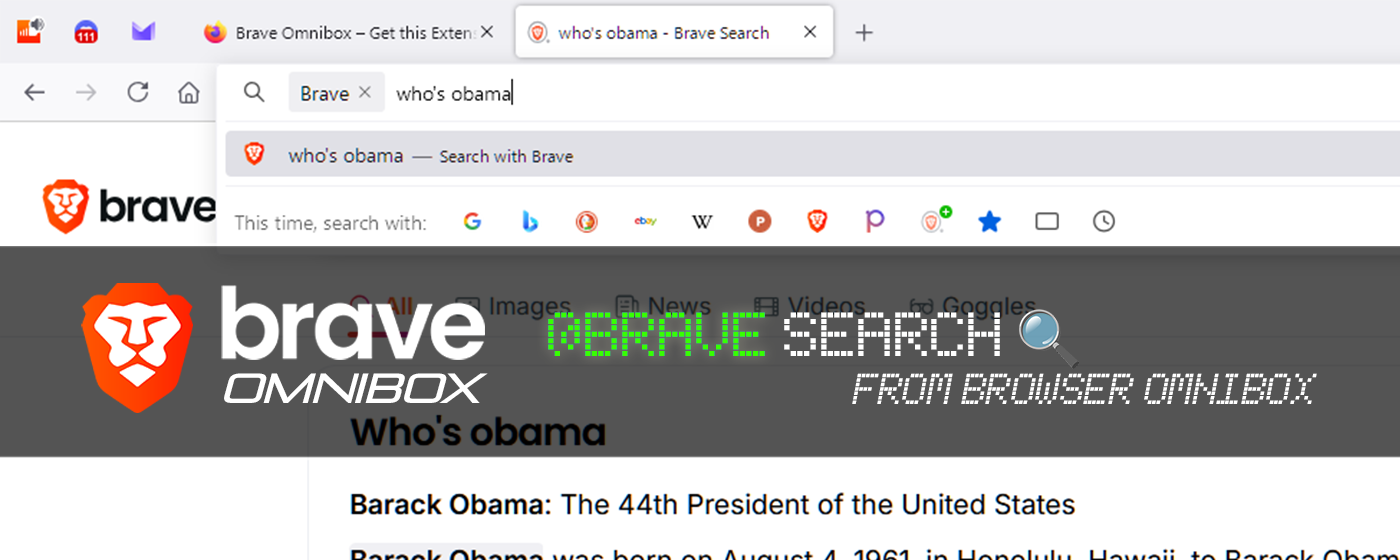 111
Brave Omnibox – Get this Exten
who's obama - Brave Search
Brave who's obama
who's obama — Search with Brave
brave
This time, search with: G b ebay W P
All Images News Videos Goggles
brave
OMNIBOX
@BRAVE SEARCH
FROM BROWSER OMNIBOX
Who's obama
Barack Obama: The 44th President of the United States
Barack Obama was born on August 4, 1961, in Honolulu, Hawaii, to Barack Obam